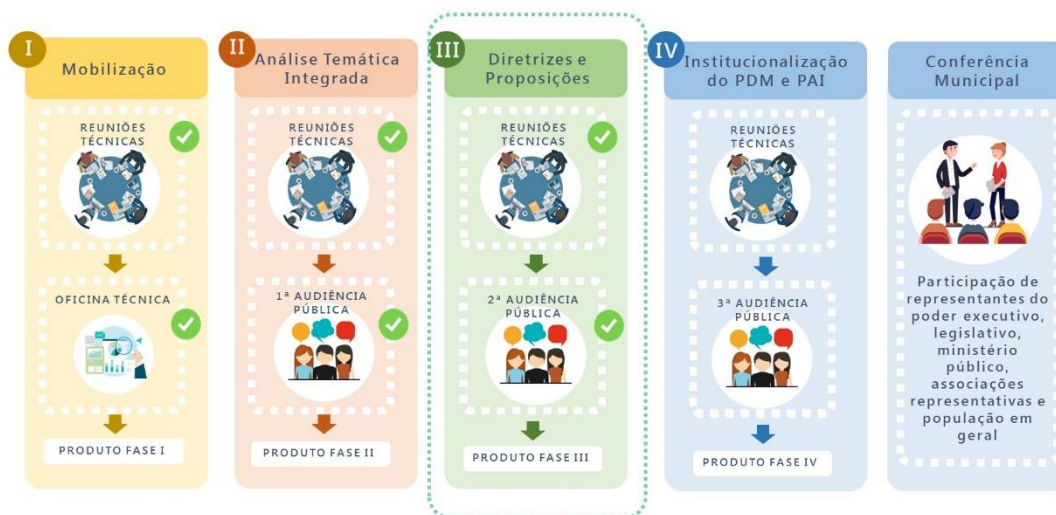 I
Mobilização
REUNIÕES
TÉCNICAS
OFICINA TÉCNICA
PRODUTO FASE I
II
Análise Temática
Integrada
REUNIÕES
TÉCNICAS
1ª AUDIÊNCIA
PÚBLICA
PRODUTO FASE II
III
Diretrizes e
Proposições
REUNIÕES
TÉCNICAS
2ª AUDIÊNCIA
PÚBLICA
PRODUTO FASE III
IV
Institucionalização
do PDM e PAI
REUNIÕES
TÉCNICAS
3ª AUDIÊNCIA
PÚBLICA
PRODUTO FASE IV
Conferência
Municipal
Participação de
representantes do
poder executivo,
legislativo,
ministério
público,
associações
representativas e
população em
geral